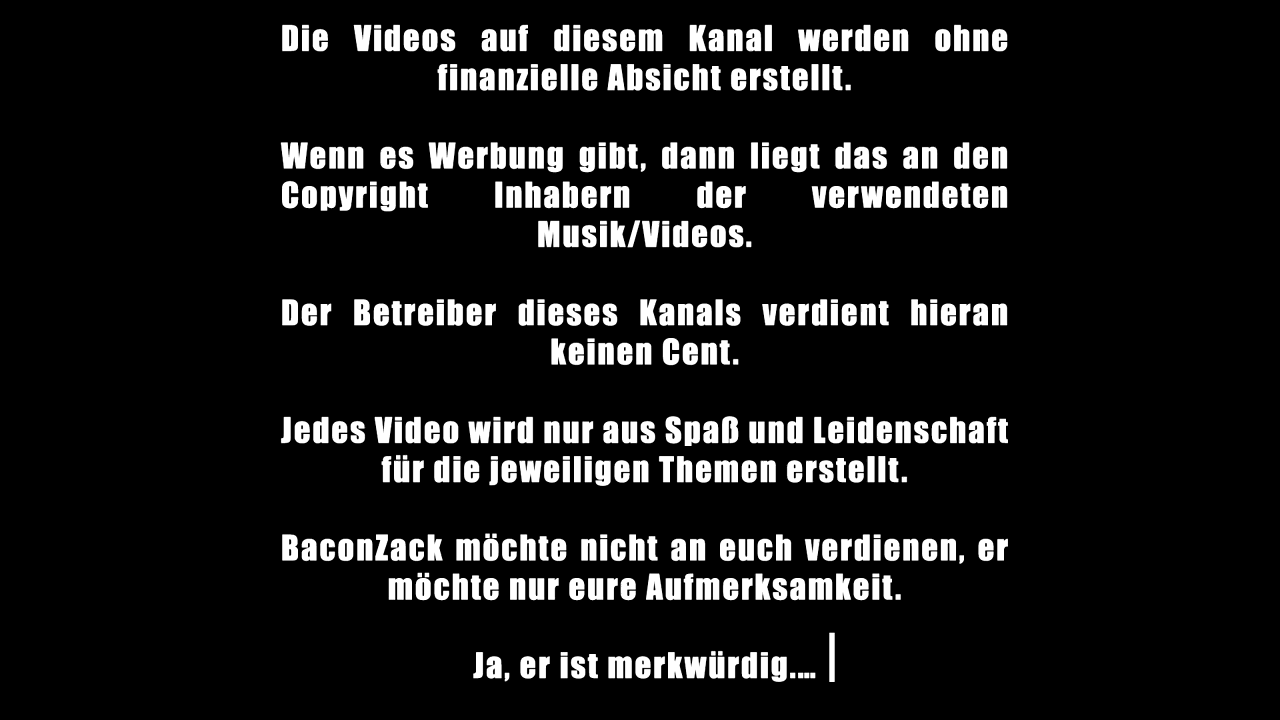 Die Videos auf diesem Kanal werden ohne
finanzielle Absicht erstellt.
Wenn es Werbung gibt, dann liegt das an den
Copyright Inhabern der verwendeten
Musik/Videos.
Der Betreiber dieses Kanals verdient hieran
keinen Cent.
Jedes Video wird nur aus Spaß und Leidenschaft
für die jeweiligen Themen erstellt.
BaconZack möchte nicht an euch verdienen, er
möchte nur eure Aufmerksamkeit.
Ja, er ist merkwürdig....